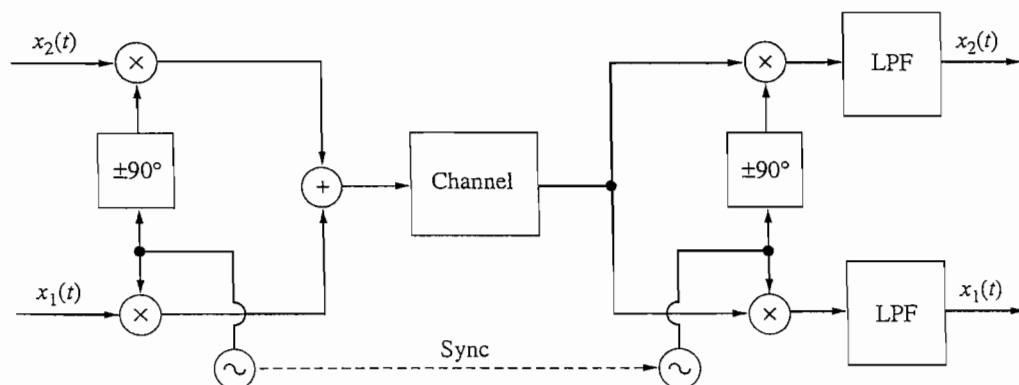 x₂(t)
×
±90°
x₁(t)
×
+
Channel
~
Sync
~
×
±90°
×
LPF
x₂(t)
LPF
x₁(t)